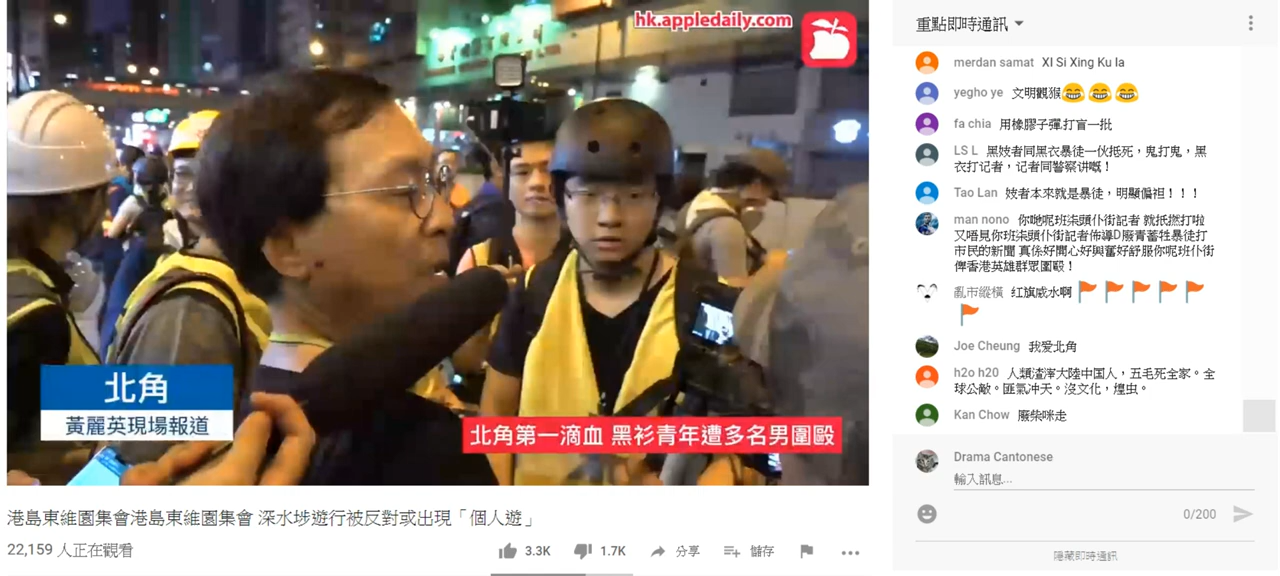 hk.appledaily.com
北角
黃麗英現場報道
北角第一滴血 黑衫青年遭多名男圍毆
港島東維園集會港島東維園集會 深水埗遊行被反對或出現「個人遊」
22,159 人正在觀看
3.3K
1.7K
分享
儲存
重點即時通訊
merdan samat XI Si Xing Ku la
yegho ye 文明觀猴😂😂😂
fa chia 用橡膠子彈,打盲一批
LS L 黑妓者同黑衣暴徒一伙抵死，鬼打鬼，黑
衣打记者，记者同警察讲嘅！
Tao Lan 妓者本來就是暴徒，明顯偏袒！！！
man nono 你哋呢班柒頭仆街記者 就抵撚打啦
又唔見你班柒頭仆街記者佈導D廢青蓄牲暴徒打
市民的新聞 真係好開心好興奮好舒服你呢班仆街
俾香港英雄群眾圍毆！
亂市縱橫 红旗威水啊
Joe Cheung 我爱北角
h2o h20 人類渣滓大陸中国人，五毛死全家。全
球公敵。匪氣冲天。沒文化，煌虫。
Kan Chow 廢柴咪走
Drama Cantonese
輸入訊息...
0/200
隱藏即時通訊